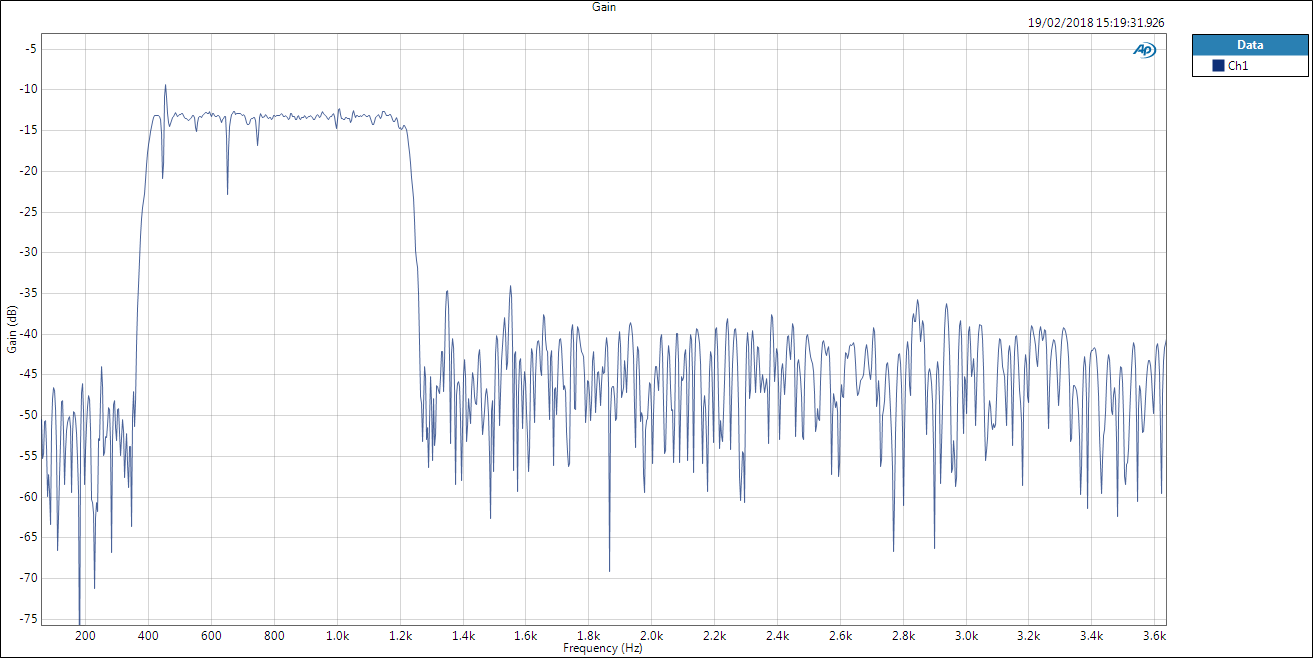 Gain
19/02/2018 15:19:31.926
AP
Data
Ch1
Gain (dB)
-5
-10
-15
-20
-25
-30
-35
-40
-45
-50
-55
-60
-65
-70
-75
200 400 600 800 1.0k 1.2k 1.4k 1.6k 1.8k 2.0k 2.2k 2.4k 2.6k 2.8k 3.0k 3.2k 3.4k 3.6k
Frequency (Hz)